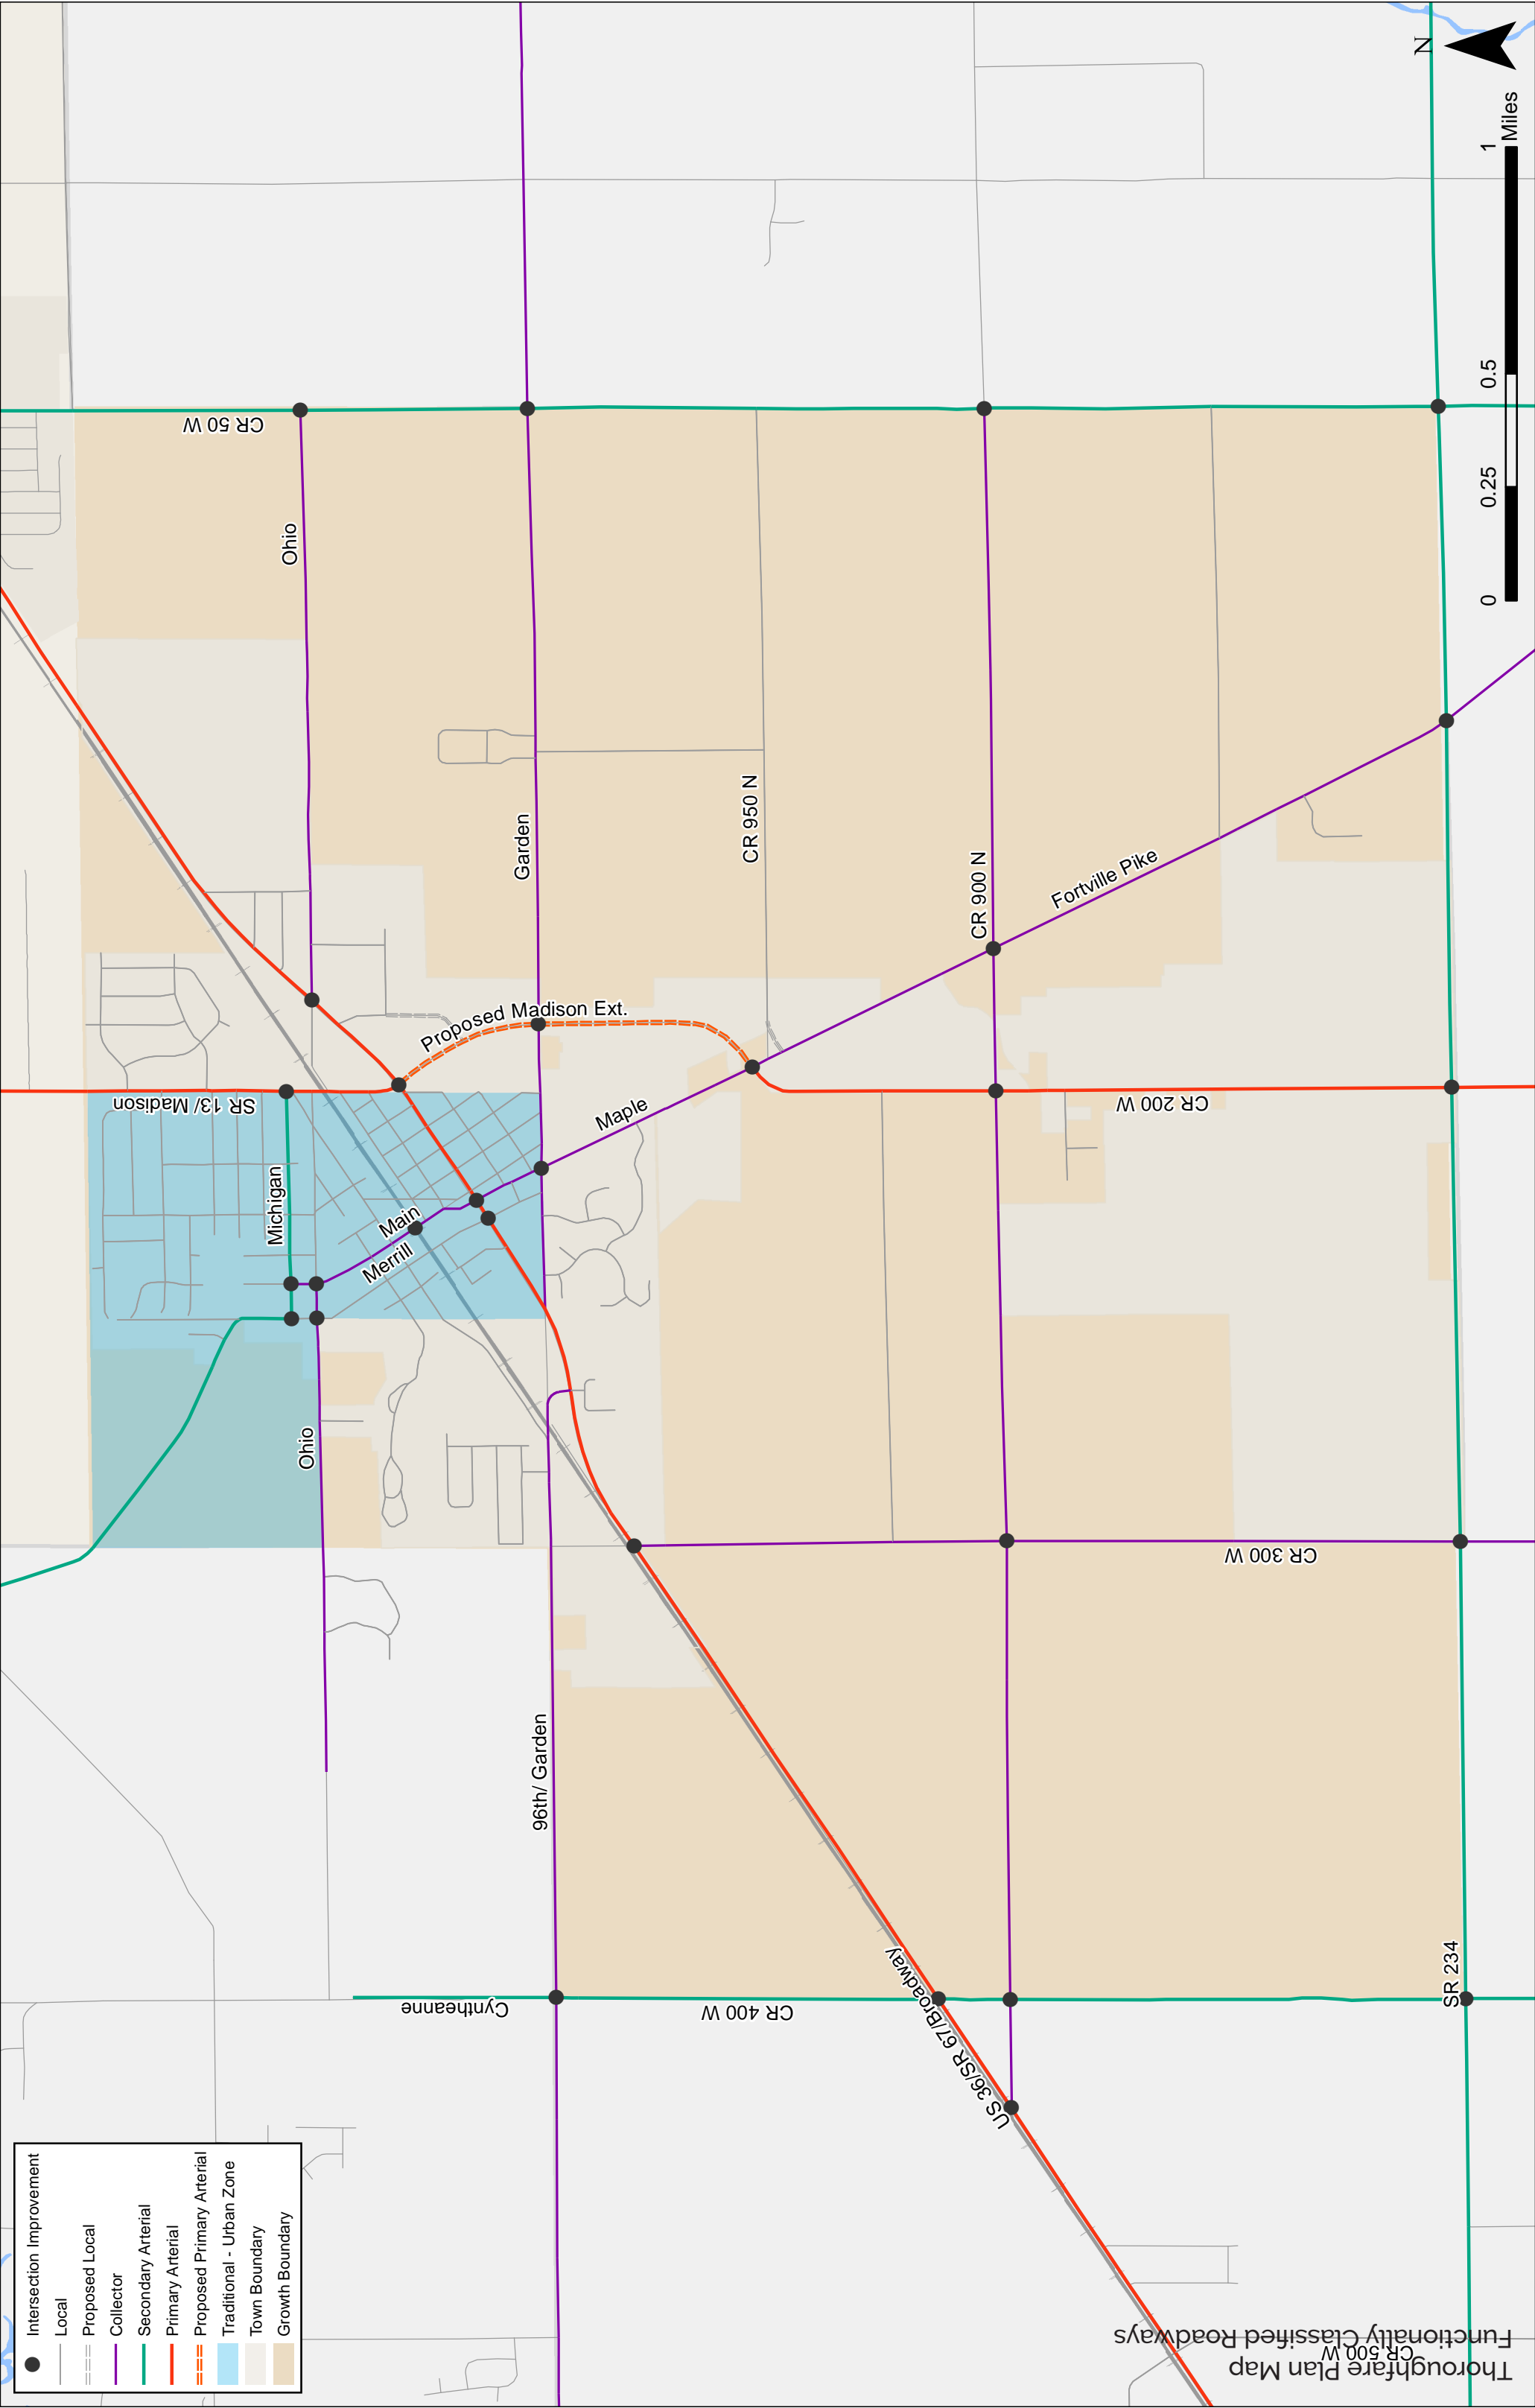 Thoroughfare Plan Map
Functionally Classified Roadways
Intersection Improvement
Local
Proposed Local
Collector
Secondary Arterial
Primary Arterial
Proposed Primary Arterial
Traditional - Urban Zone
Town Boundary
Growth Boundary
CR 50 W
Ohio
Garden
CR 950 N
CR 900 N
Fortville Pike
Proposed Madison Ext.
SR 13/ Madison
Maple
CR 200 W
Michigan
Main
Merrill
Ohio
CR 300 W
96th/ Garden
Cyntheanne
CR 400 W
US 36/SR 67/Broadway
SR 234
CR 500 W
N
0
0.25
0.5
1
Miles